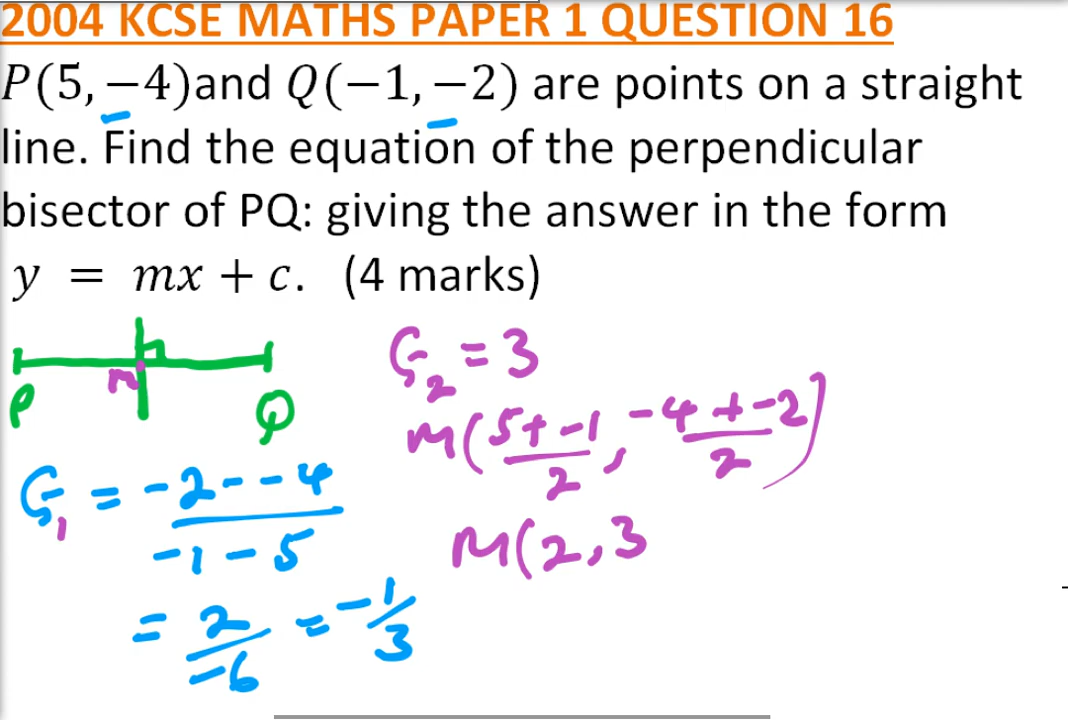 2004 KCSE MATHS PAPER 1 QUESTION 16
P(5, −4)and Q(−1, −2) are points on a straight
line. Find the equation of the perpendicular
bisector of PQ: giving the answer in the form
y = mx + c. (4 marks)
P M Q
G₁ = -2--4 / -1-5
= 2/-6 = -1/3
G₂ = 3
M(5+-1/2, -4+-2/2)
M(2,3